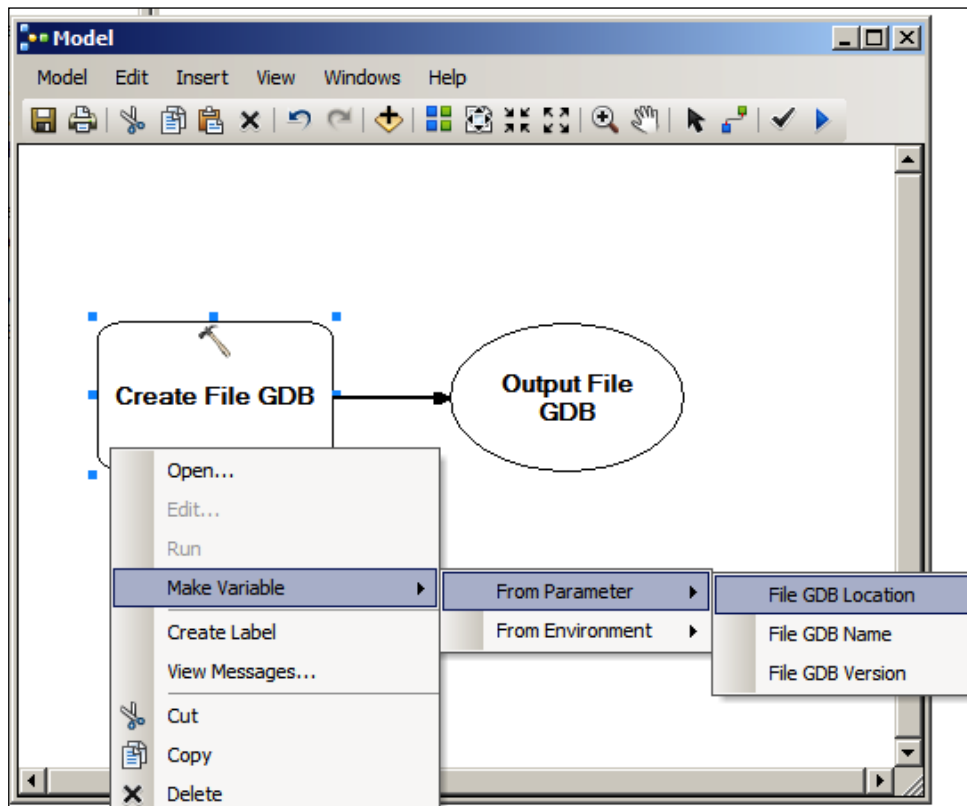 Model
Model Edit Insert View Windows Help
Create File GDB
Output File
GDB
Open...
Edit...
Run
Make Variable
From Parameter
File GDB Location
From Environment
File GDB Name
File GDB Version
Create Label
View Messages...
Cut
Copy
Delete